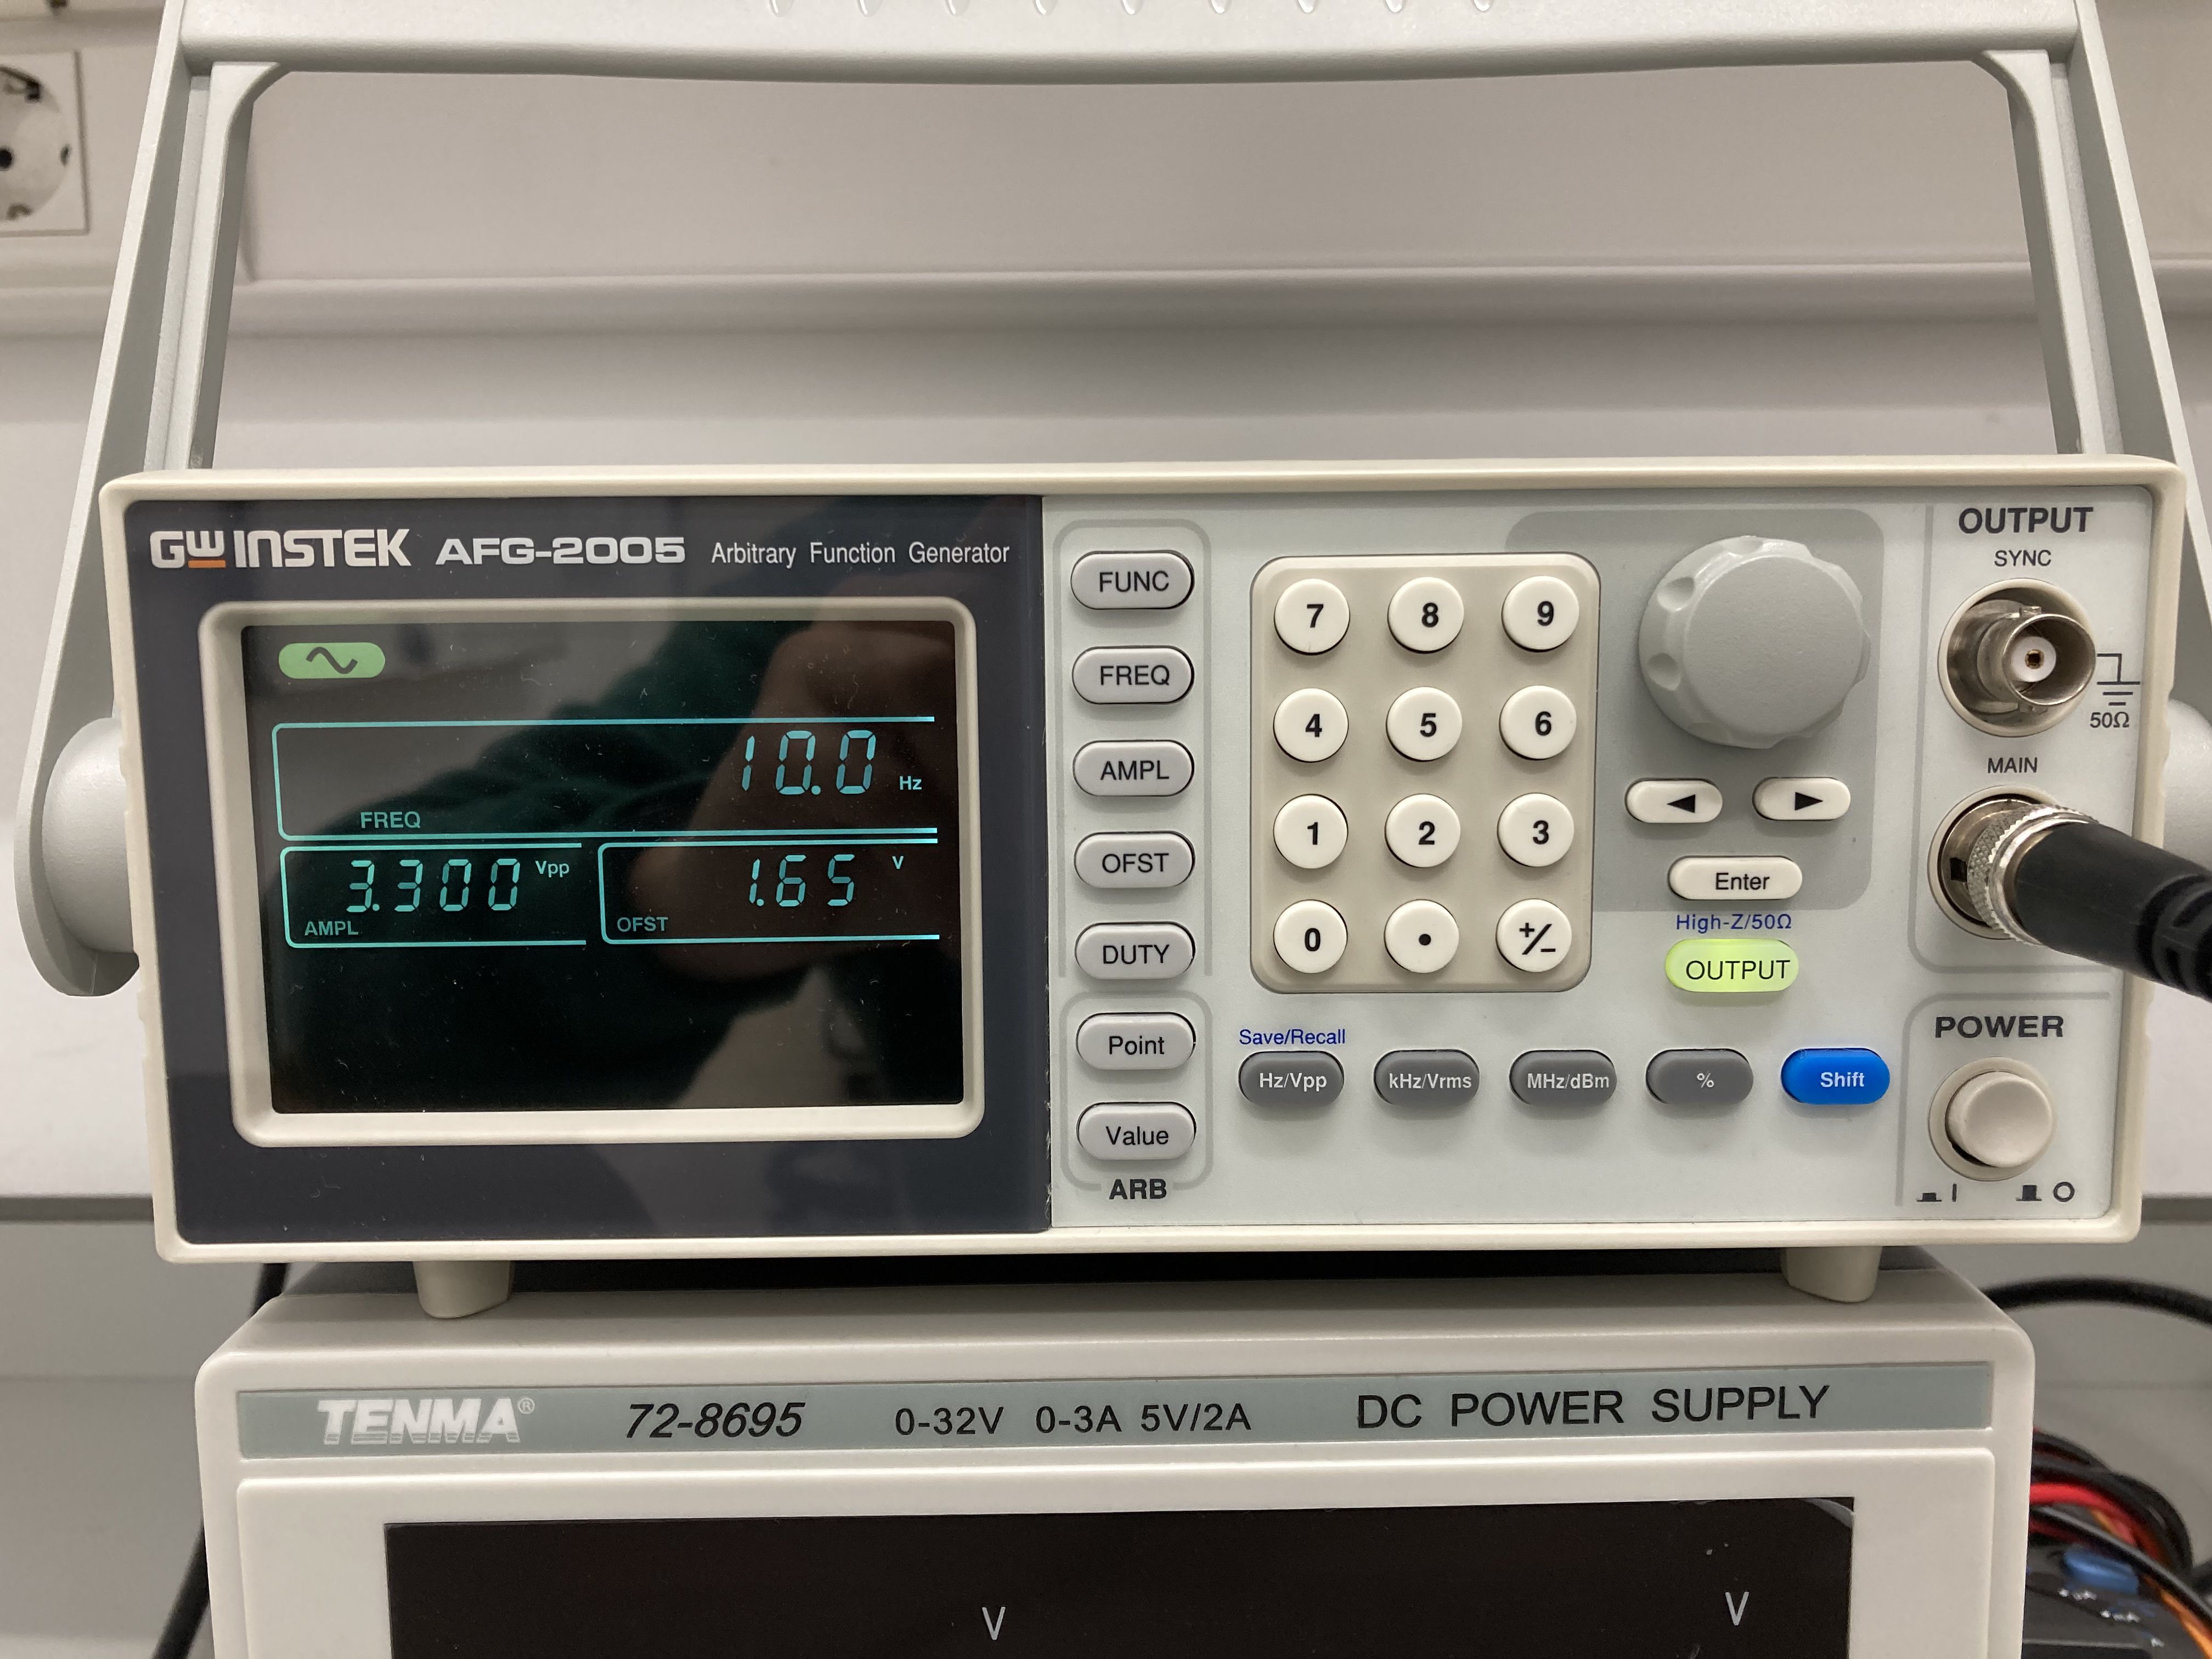 GW INSTEK AFG-2005 Arbitrary Function Generator
10.0 Hz
FREQ
3.300 Vpp
AMPL
1.65 V
OFST
FUNC
FREQ
AMPL
OFST
DUTY
Point
Value
ARB
7 8 9
4 5 6
1 2 3
0 • +/-
◀ ▶
Enter
High-Z/50Ω
OUTPUT
Save/Recall
Hz/Vpp kHz/Vrms MHz/dBm % Shift
OUTPUT
SYNC
50Ω
MAIN
POWER
TENMA® 72-8695 0-32V 0-3A 5V/2A DC POWER SUPPLY
V V